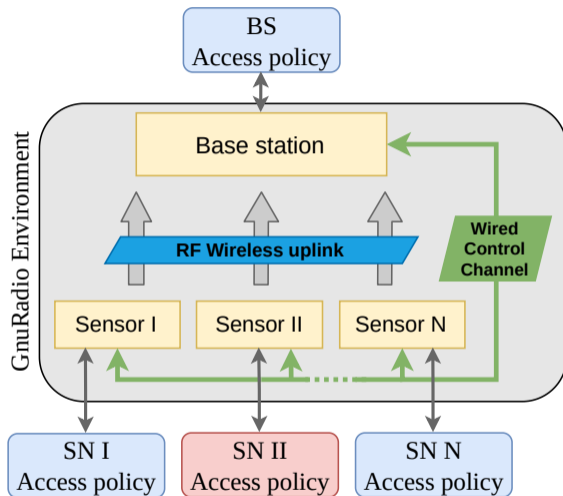 BS
Access policy
GnuRadio Environment
Base station
RF Wireless uplink
Wired
Control
Channel
Sensor I
Sensor II
Sensor N
SN I
Access policy
SN II
Access policy
SN N
Access policy